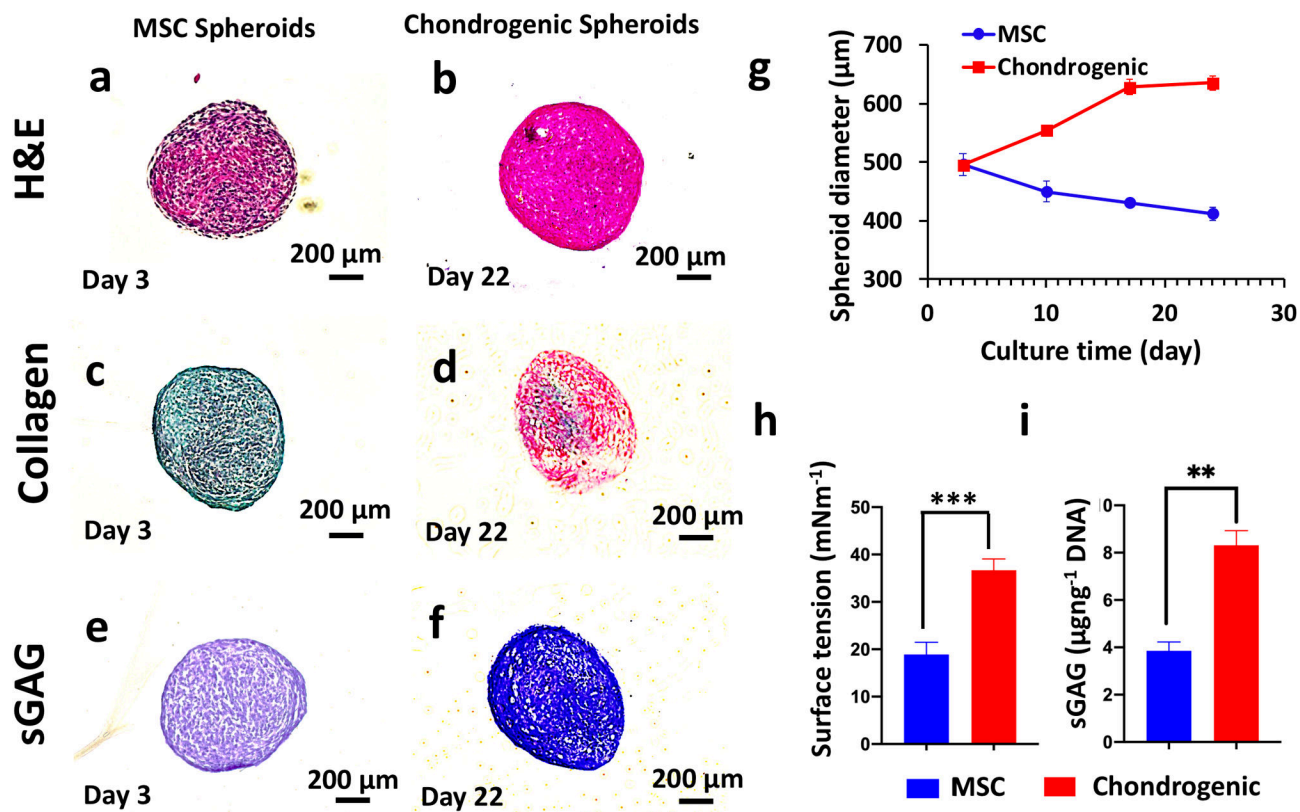 MSC Spheroids
Chondrogenic Spheroids
H&E
a
Day 3
200 µm
b
Day 22
200 µm
Collagen
c
Day 3
200 µm
d
Day 22
200 µm
sGAG
e
Day 3
200 µm
f
Day 22
200 µm
g
MSC
Chondrogenic
Spheroid diameter (µm)
700
600
500
400
300
0 10 20 30
Culture time (day)
h
Surface tension (mNm⁻¹)
50
40
30
20
10
0
***
i
sGAG (µgng⁻¹ DNA)
8
6
4
2
0
**
MSC
Chondrogenic